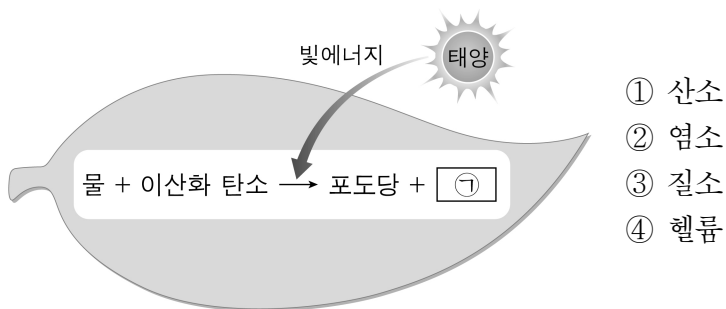 빛에너지
태양
물 + 이산화 탄소 → 포도당 + ㉠
① 산소
② 염소
③ 질소
④ 헬륨